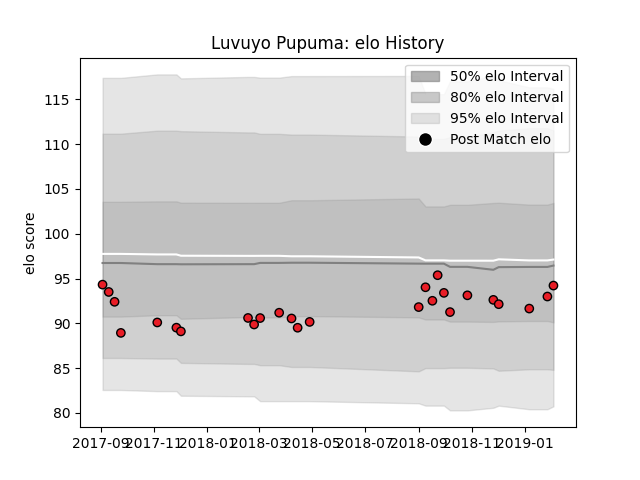 Luvuyo Pupuma: elo History
50% elo Interval
80% elo Interval
95% elo Interval
Post Match elo
elo score
115
110
105
100
95
90
85
80
2017-09 2017-11 2018-01 2018-03 2018-05 2018-07 2018-09 2018-11 2019-01